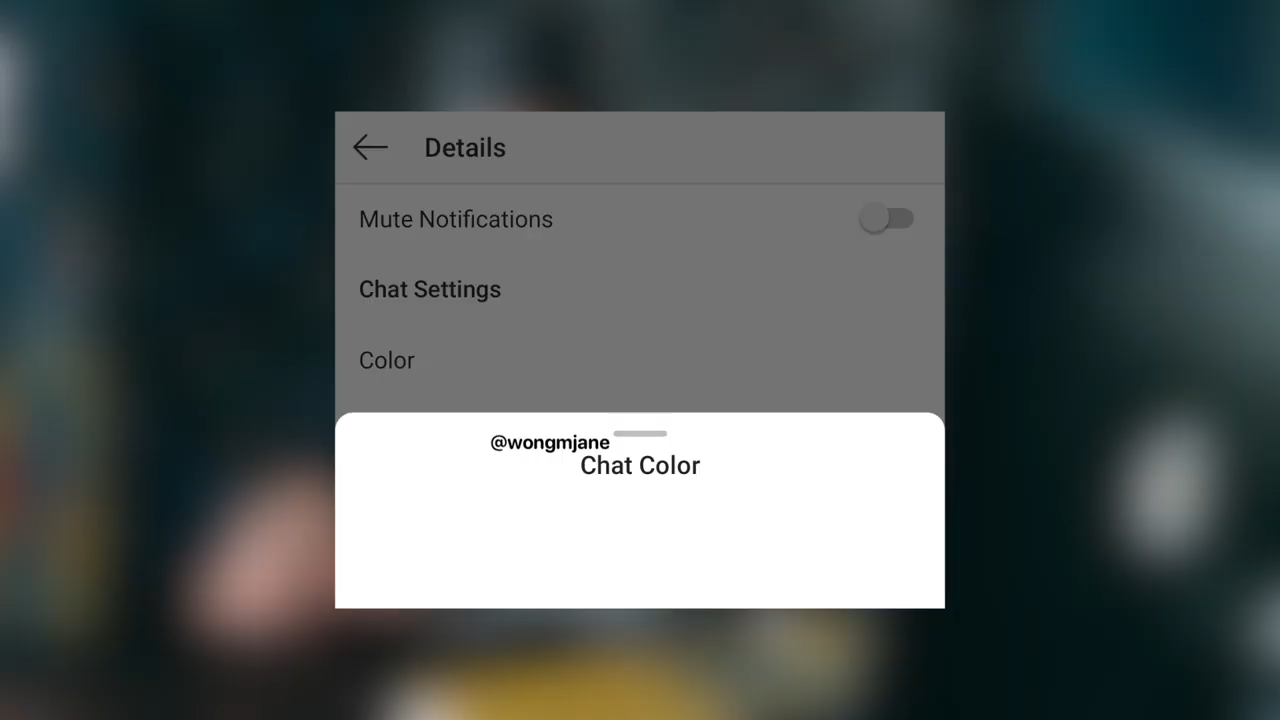 Details
Mute Notifications
Chat Settings
Color
@wongmjane
Chat Color